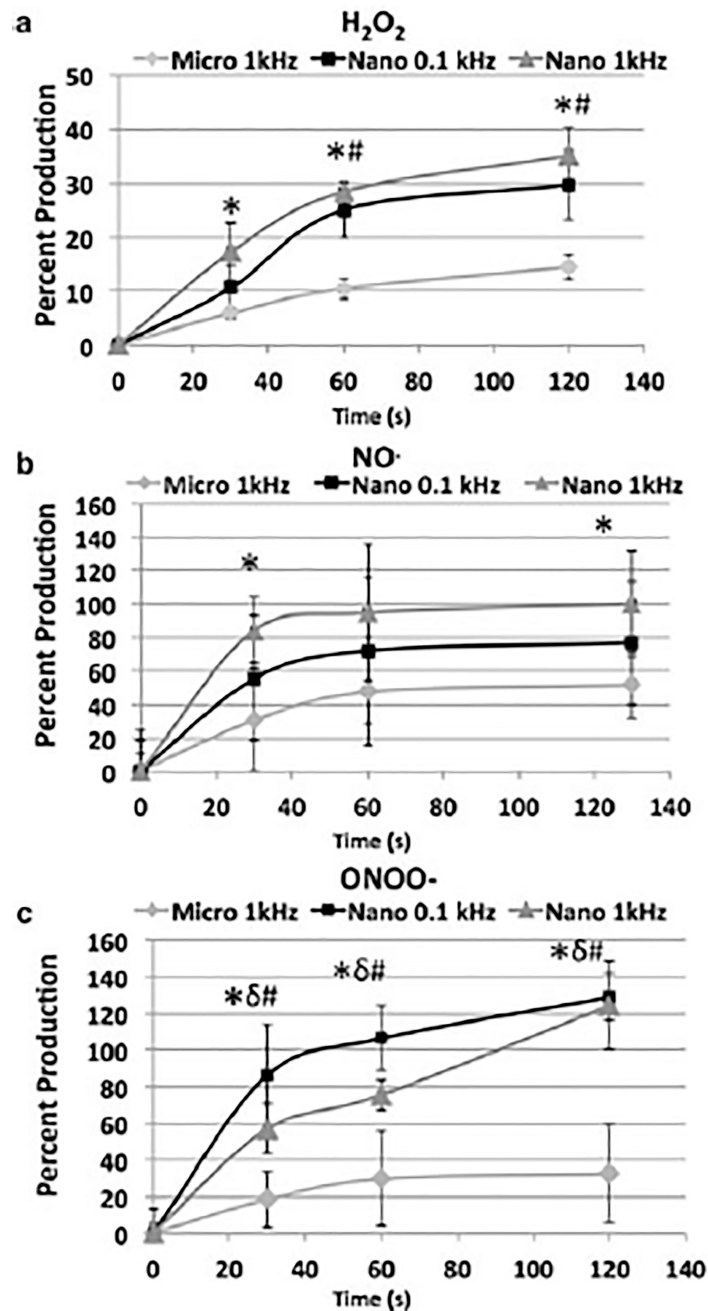 a
H₂O₂
Micro 1kHz Nano 0.1 kHz Nano 1kHz
Percent Production
50
40
30
20
10
0
*
*#
*#
0 20 40 60 80 100 120 140
Time (s)
b
NO·
Micro 1kHz Nano 0.1 kHz Nano 1kHz
Percent Production
160
140
120
100
80
60
40
20
0
*
*
0 20 40 60 80 100 120 140
Time (s)
c
ONOO-
Micro 1kHz Nano 0.1 kHz Nano 1kHz
Percent Production
160
140
120
100
80
60
40
20
0
*δ#
*δ#
*δ#
0 20 40 60 80 100 120 140
Time (s)